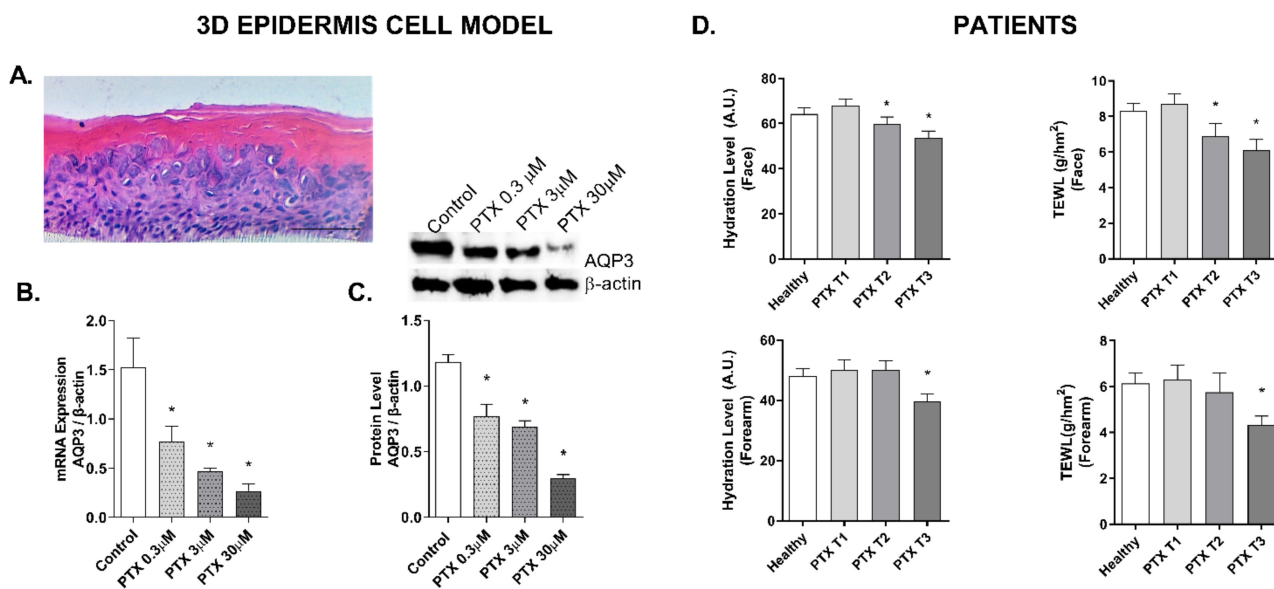 3D EPIDERMIS CELL MODEL
A.
Control
PTX 0.3 μM
PTX 3μM
PTX 30μM
AQP3
β-actin
B.
mRNA Expression
AQP3 / β-actin
2.0
1.5
1.0
0.5
0.0
*
*
*
Control
PTX 0.3μM
PTX 3μM
PTX 30μM
C.
Protein Level
AQP3 / β-actin
1.5
1.0
0.5
0.0
*
*
*
Control
PTX 0.3μM
PTX 3μM
PTX 30μM
D.
PATIENTS
Hydration Level (A.U.)
(Face)
80
60
40
20
0
*
*
Healthy
PTX T1
PTX T2
PTX T3
TEWL (g/hm²)
(Face)
10
8
6
4
2
0
*
*
Healthy
PTX T1
PTX T2
PTX T3
Hydration Level (A.U.)
(Forearm)
60
40
20
0
*
Healthy
PTX T1
PTX T2
PTX T3
TEWL(g/hm²)
(Forearm)
8
6
4
2
0
*
Healthy
PTX T1
PTX T2
PTX T3